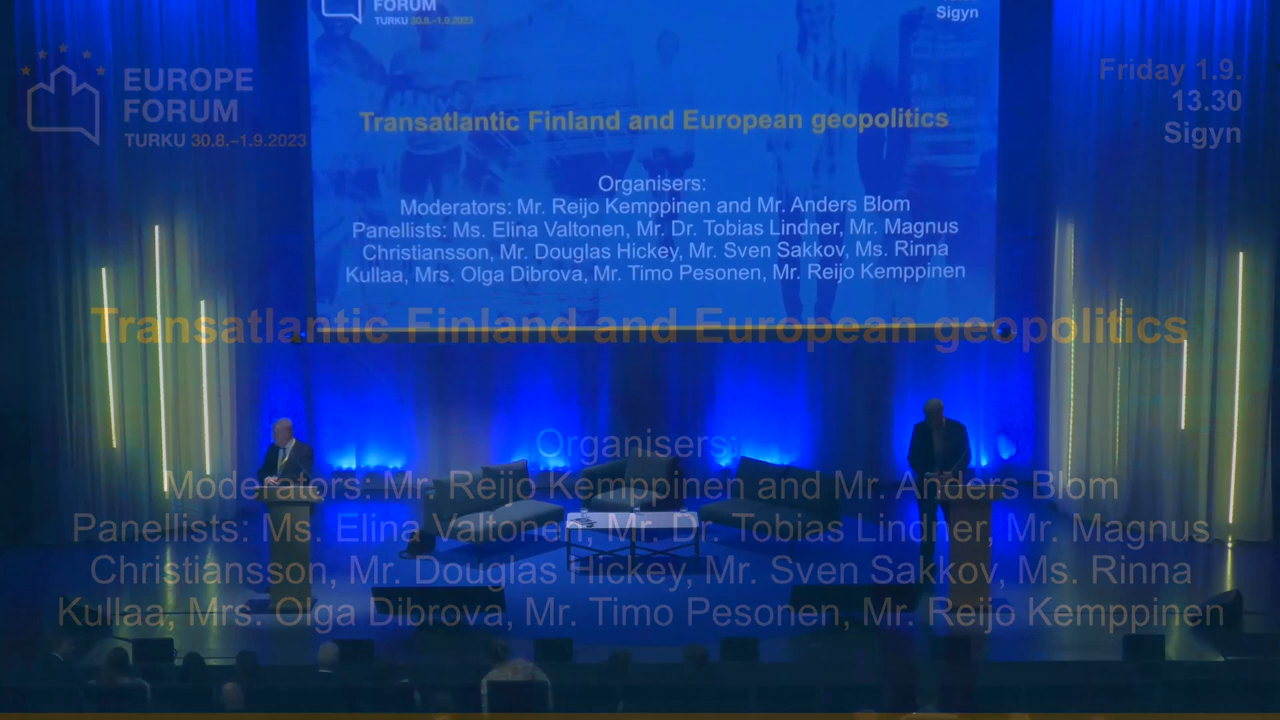 FORUM
TURKU 30.8.–1.9.2023
Sigyn
EUROPE
FORUM
TURKU 30.8.–1.9.2023
Friday 1.9.
13.30
Sigyn
Transatlantic Finland and European geopolitics
Organisers:
Moderators: Mr. Reijo Kemppinen and Mr. Anders Blom
Panellists: Ms. Elina Valtonen, Mr. Dr. Tobias Lindner, Mr. Magnus
Christiansson, Mr. Douglas Hickey, Mr. Sven Sakkov, Ms. Rinna
Kullaa, Mrs. Olga Dibrova, Mr. Timo Pesonen, Mr. Reijo Kemppinen
Transatlantic Finland and European geopolitics
Organisers:
Moderators: Mr. Reijo Kemppinen and Mr. Anders Blom
Panellists: Ms. Elina Valtonen, Mr. Dr. Tobias Lindner, Mr. Magnus
Christiansson, Mr. Douglas Hickey, Mr. Sven Sakkov, Ms. Rinna
Kullaa, Mrs. Olga Dibrova, Mr. Timo Pesonen, Mr. Reijo Kemppinen